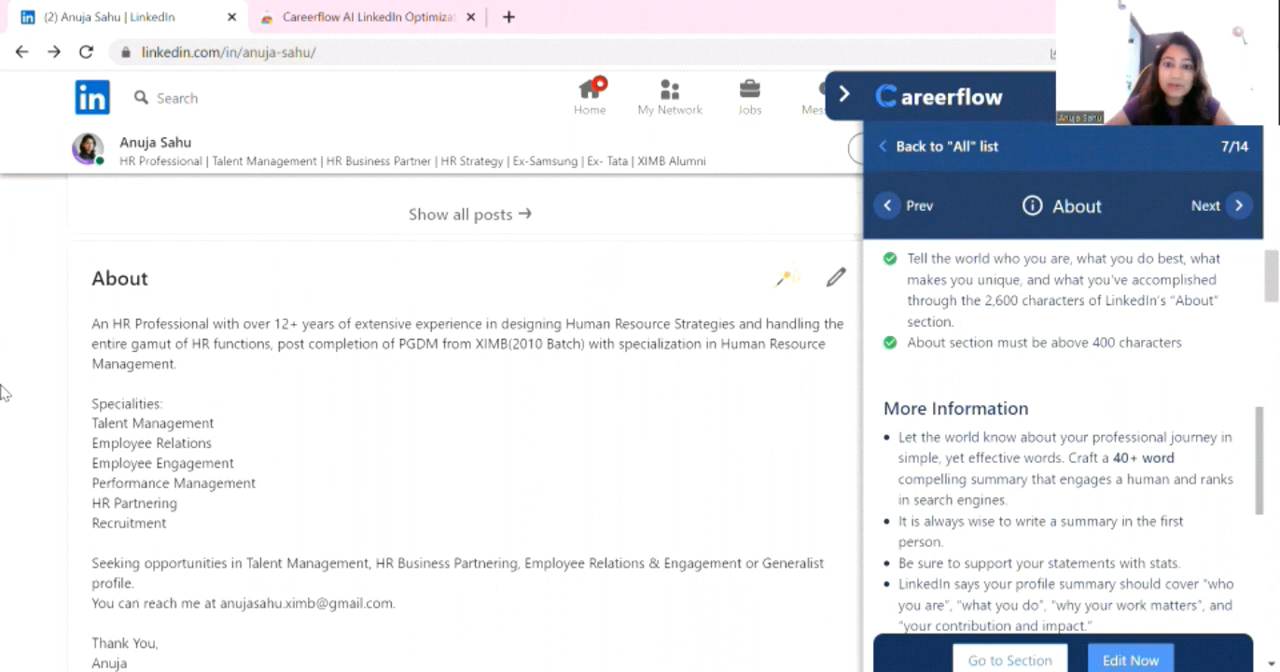 (2) Anuja Sahu | LinkedIn
Careerflow AI LinkedIn Optimiza
linkedin.com/in/anuja-sahu/
in
Search
Home
My Network
Jobs
Mes
Careerflow
Anuja Sahu
Anuja Sahu
HR Professional | Talent Management | HR Business Partner | HR Strategy | Ex-Samsung | Ex- Tata | XIMB Alumni
Back to "All" list
7/14
Prev
About
Next
Show all posts →
About
An HR Professional with over 12+ years of extensive experience in designing Human Resource Strategies and handling the
entire gamut of HR functions, post completion of PGDM from XIMB(2010 Batch) with specialization in Human Resource
Management.
Specialities:
Talent Management
Employee Relations
Employee Engagement
Performance Management
HR Partnering
Recruitment
Seeking opportunities in Talent Management, HR Business Partnering, Employee Relations & Engagement or Generalist
profile.
You can reach me at anujasahu.ximb@gmail.com.
Thank You,
Anuja
Tell the world who you are, what you do best, what
makes you unique, and what you've accomplished
through the 2,600 characters of LinkedIn's "About"
section.
About section must be above 400 characters
More Information
Let the world know about your professional journey in
simple, yet effective words. Craft a 40+ word
compelling summary that engages a human and ranks
in search engines.
It is always wise to write a summary in the first
person.
Be sure to support your statements with stats.
LinkedIn says your profile summary should cover "who
you are", "what you do", "why your work matters", and
"your contribution and impact."
Go to Section
Edit Now